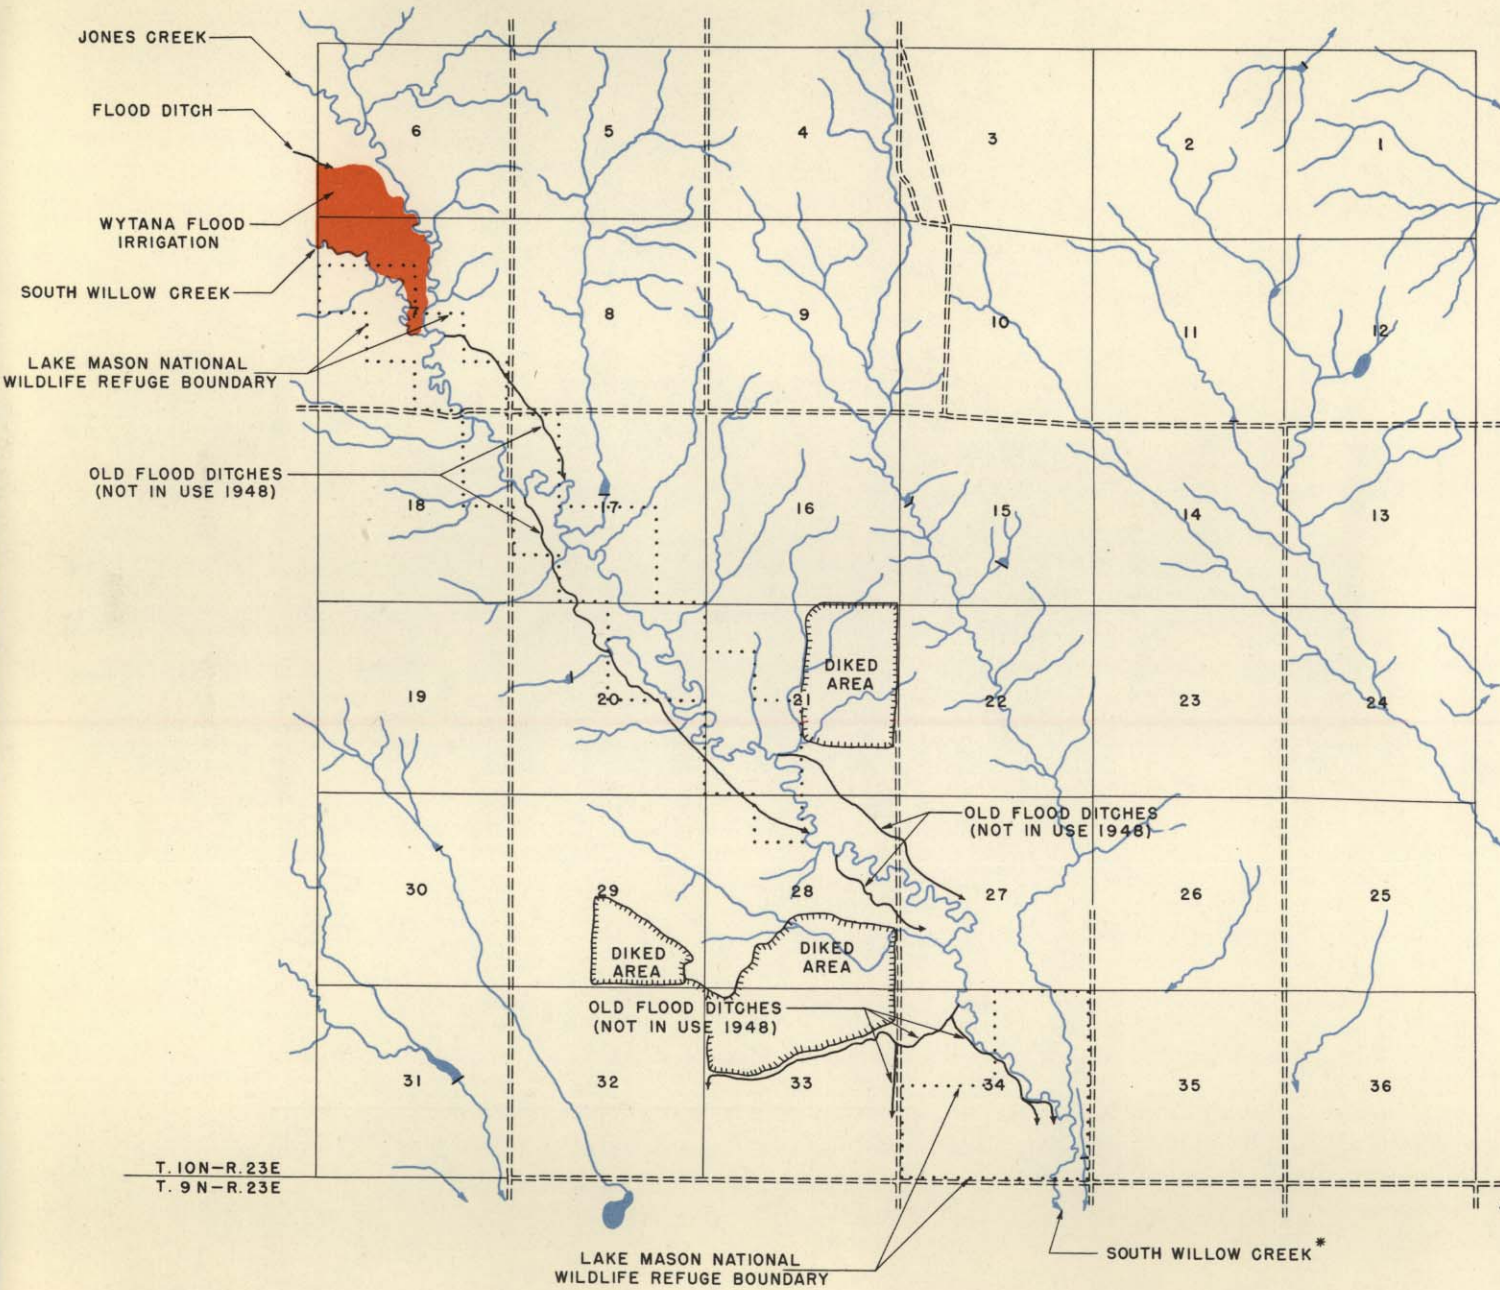 JONES CREEK
FLOOD DITCH
6
5
4
3
2
1
WYTANA FLOOD
IRRIGATION
SOUTH WILLOW CREEK
7
8
9
10
11
12
LAKE MASON NATIONAL
WILDLIFE REFUGE BOUNDARY
OLD FLOOD DITCHES
(NOT IN USE 1948)
18
17
16
15
14
13
19
20
21
DIKED
AREA
22
23
24
OLD FLOOD DITCHES
(NOT IN USE 1948)
30
29
28
27
26
25
DIKED
AREA
DIKED
AREA
OLD FLOOD DITCHES
(NOT IN USE 1948)
31
32
33
34
35
36
T. 10N-R. 23E
T. 9N-R. 23E
LAKE MASON NATIONAL
WILDLIFE REFUGE BOUNDARY
SOUTH WILLOW CREEK*